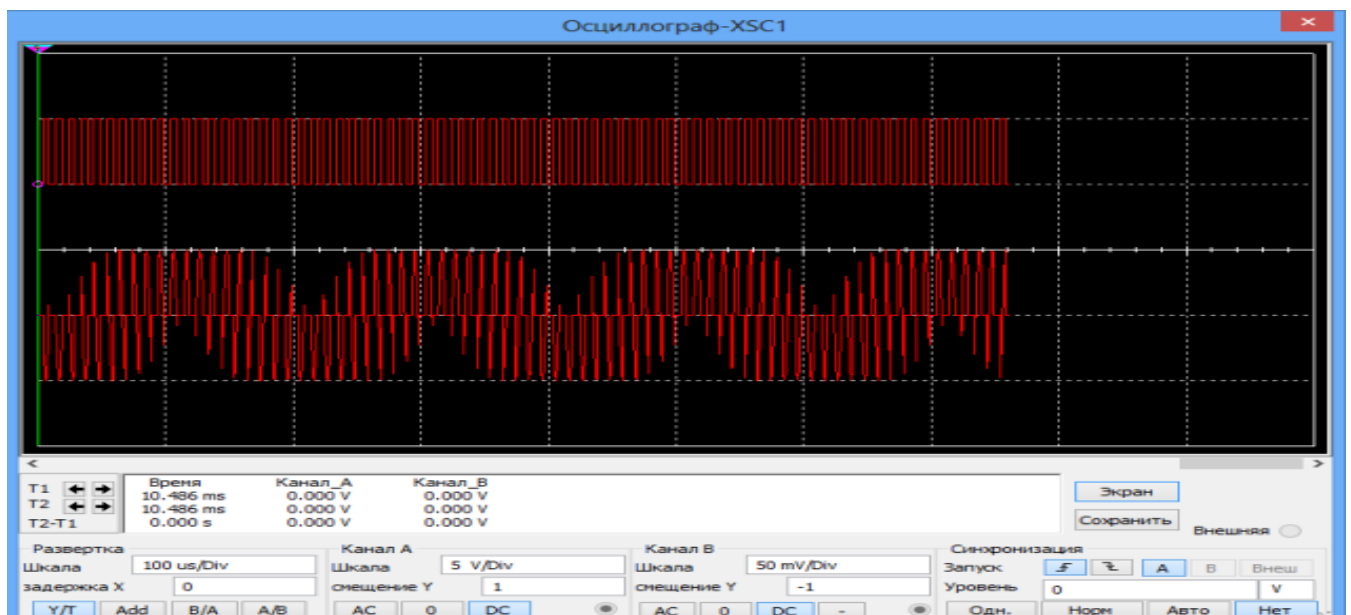 Осциллограф-XSC1
Время Канал_A Канал_B
T1 10.486 ms 0.000 V 0.000 V
T2 10.486 ms 0.000 V 0.000 V
T2-T1 0.000 s 0.000 V 0.000 V
Экран
Сохранить
Внешняя
Развертка Канал A Канал B Синхронизация
Шкала 100 us/Div Шкала 5 V/Div Шкала 50 mV/Div Запуск A B Внеш
задержка X 0 смещение Y 1 смещение Y -1 Уровень 0 V
Y/T Add B/A A/B AC 0 DC AC 0 DC - Одн. Норм Авто Нет